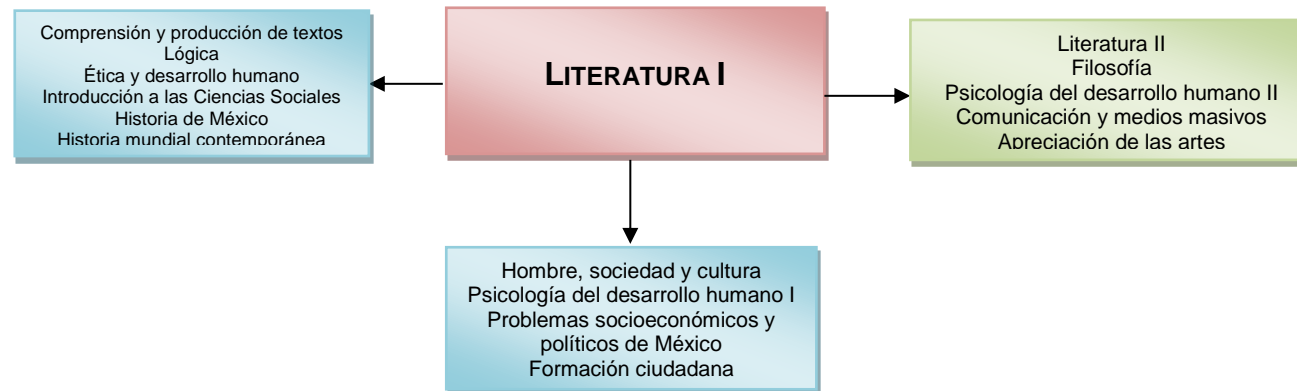 Comprensión y producción de textos
Lógica
Ética y desarrollo humano
Introducción a las Ciencias Sociales
Historia de México
Historia mundial contemporánea
LITERATURA I
Literatura II
Filosofía
Psicología del desarrollo humano II
Comunicación y medios masivos
Apreciación de las artes
Hombre, sociedad y cultura
Psicología del desarrollo humano I
Problemas socioeconómicos y
políticos de México
Formación ciudadana